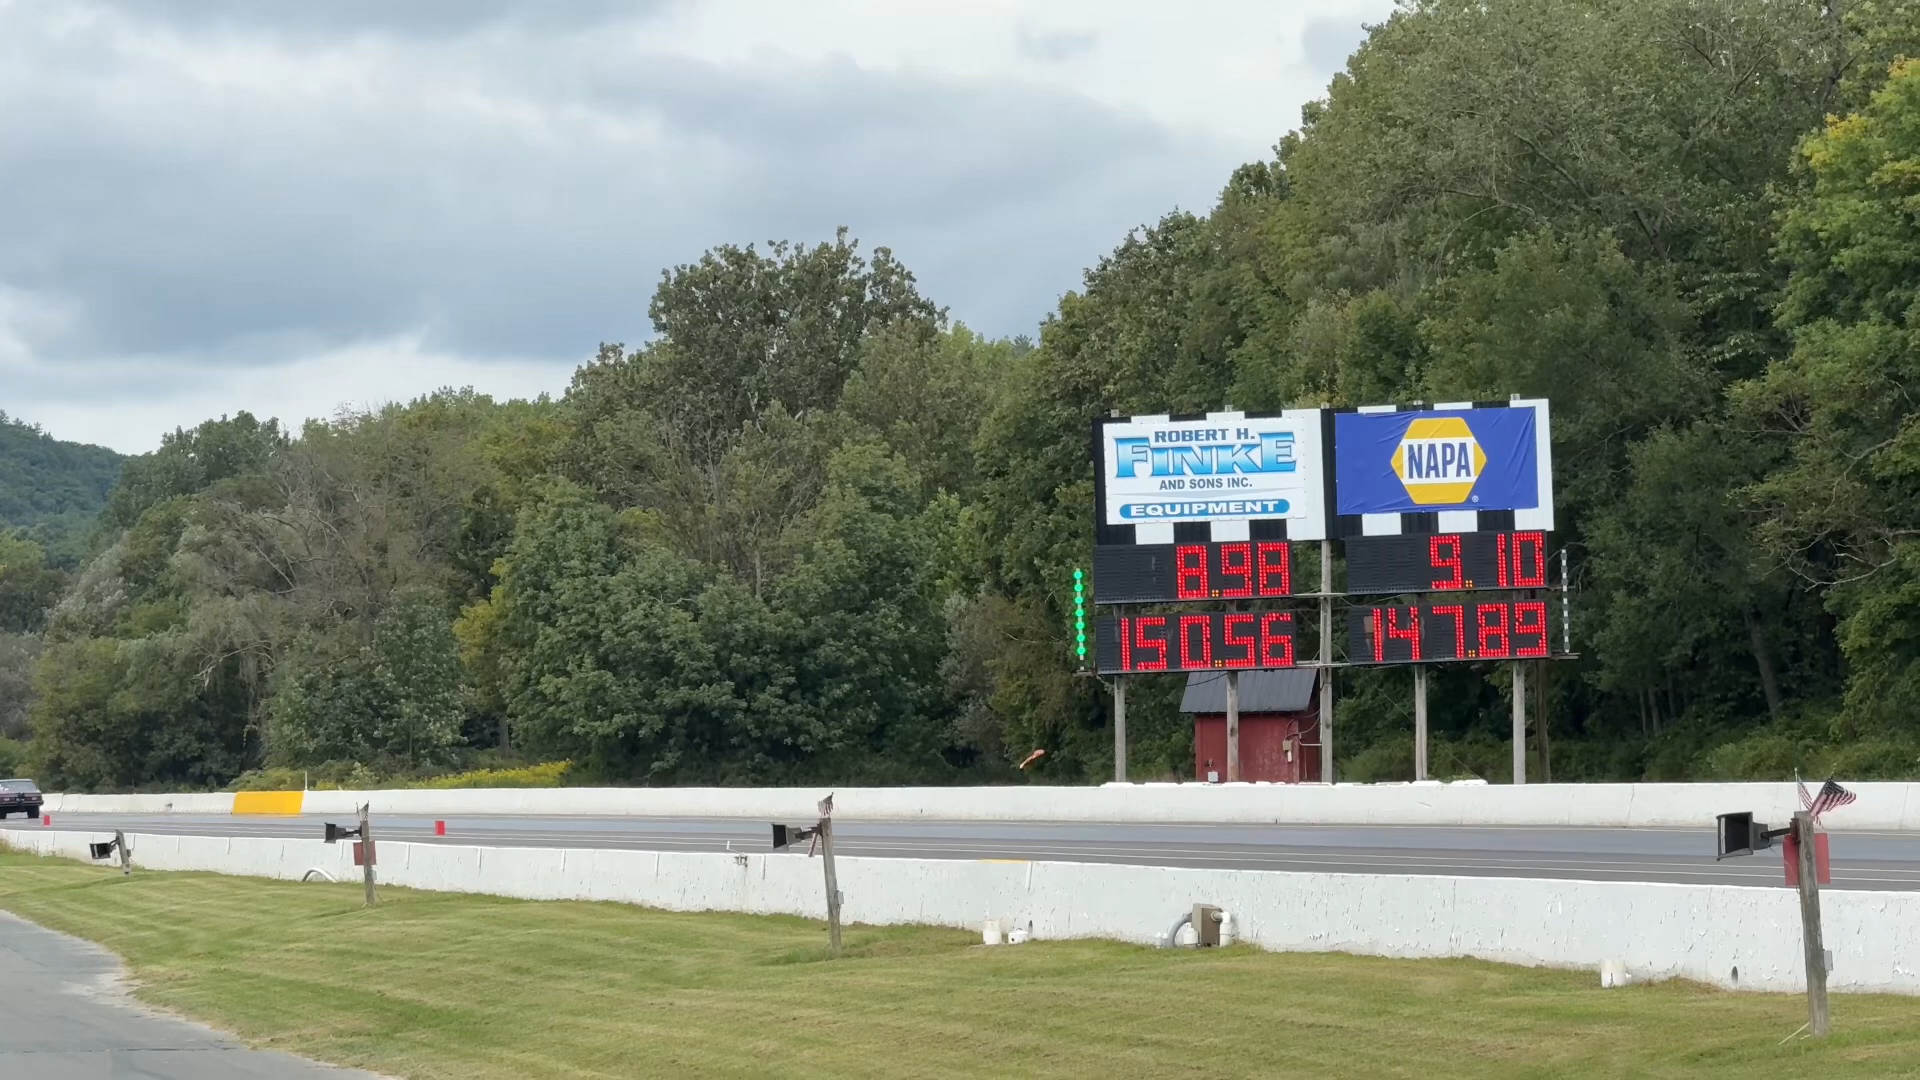 ROBERT H.
FINKE
AND SONS INC.
EQUIPMENT
NAPA
®
8.98
9.10
150.56
147.89